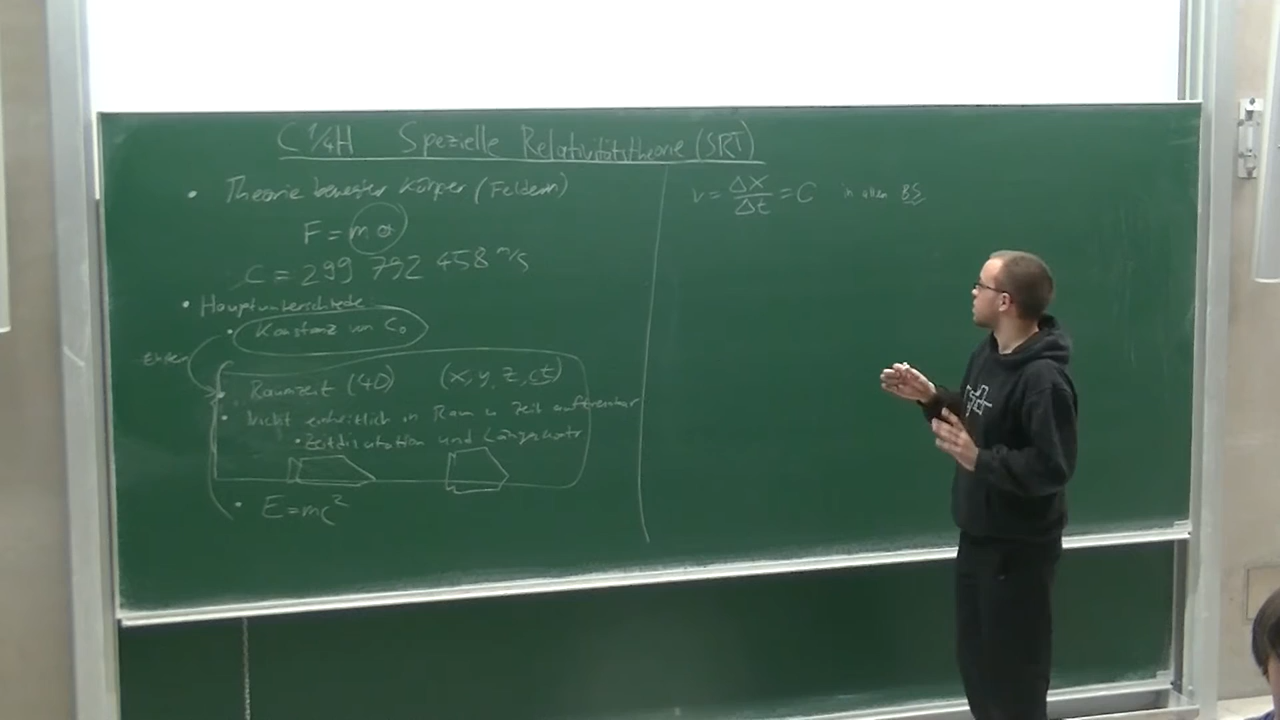 C¼H Spezielle Relativitätstheorie (SRT)
• Theorie bewegter Körper (Feldern)
F = ma
C = 299 792 458 m/s
• Hauptunterschiede:
• Konstanz von C₀
• Raumzeit (4D) (x, y, z, ct)
• Nicht einheitlich in Raum u Zeit auftrennbar
• Zeitdilatation und Längenkontr
• E = mc²
v = Δx/Δt = C in allen BS